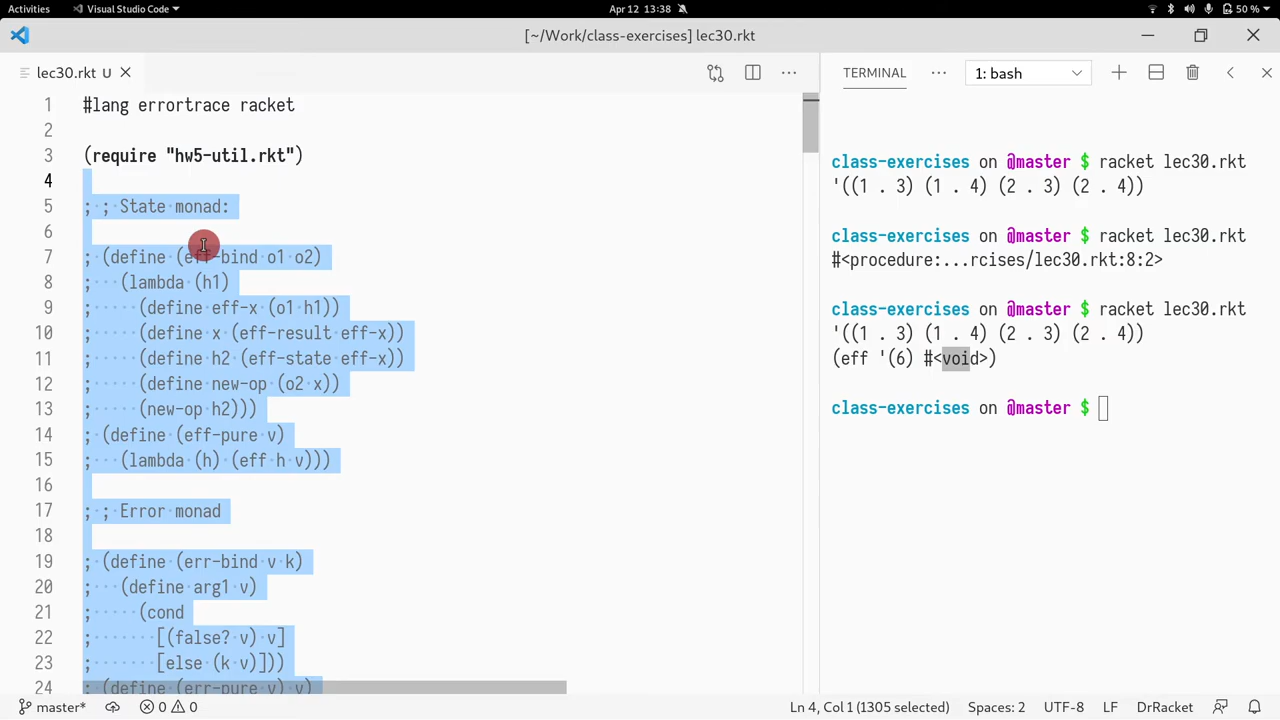 Activities Visual Studio Code Apr 12 13:38 50 %
[~/Work/class-exercises] lec30.rkt
lec30.rkt U TERMINAL 1: bash
1 #lang errortrace racket
2
3 (require "hw5-util.rkt")
4
5 ; ; State monad:
6
7 ; (define (eff-bind o1 o2)
8 ;   (lambda (h1)
9 ;     (define eff-x (o1 h1))
10 ;     (define x (eff-result eff-x))
11 ;     (define h2 (eff-state eff-x))
12 ;     (define new-op (o2 x))
13 ;     (new-op h2)))
14 ; (define (eff-pure v)
15 ;   (lambda (h) (eff h v)))
16
17 ; ; Error monad
18
19 ; (define (err-bind v k)
20 ;   (define arg1 v)
21 ;     (cond
22 ;       [(false? v) v]
23 ;       [else (k v)]))
24 ; (define (err-pure v) v)
class-exercises on @master $ racket lec30.rkt
'((1 . 3) (1 . 4) (2 . 3) (2 . 4))
class-exercises on @master $ racket lec30.rkt
#<procedure:...rcises/lec30.rkt:8:2>
class-exercises on @master $ racket lec30.rkt
'((1 . 3) (1 . 4) (2 . 3) (2 . 4))
(eff '(6) #<void>)
class-exercises on @master $
master* 0 0 Ln 4, Col 1 (1305 selected) Spaces: 2 UTF-8 LF DrRacket